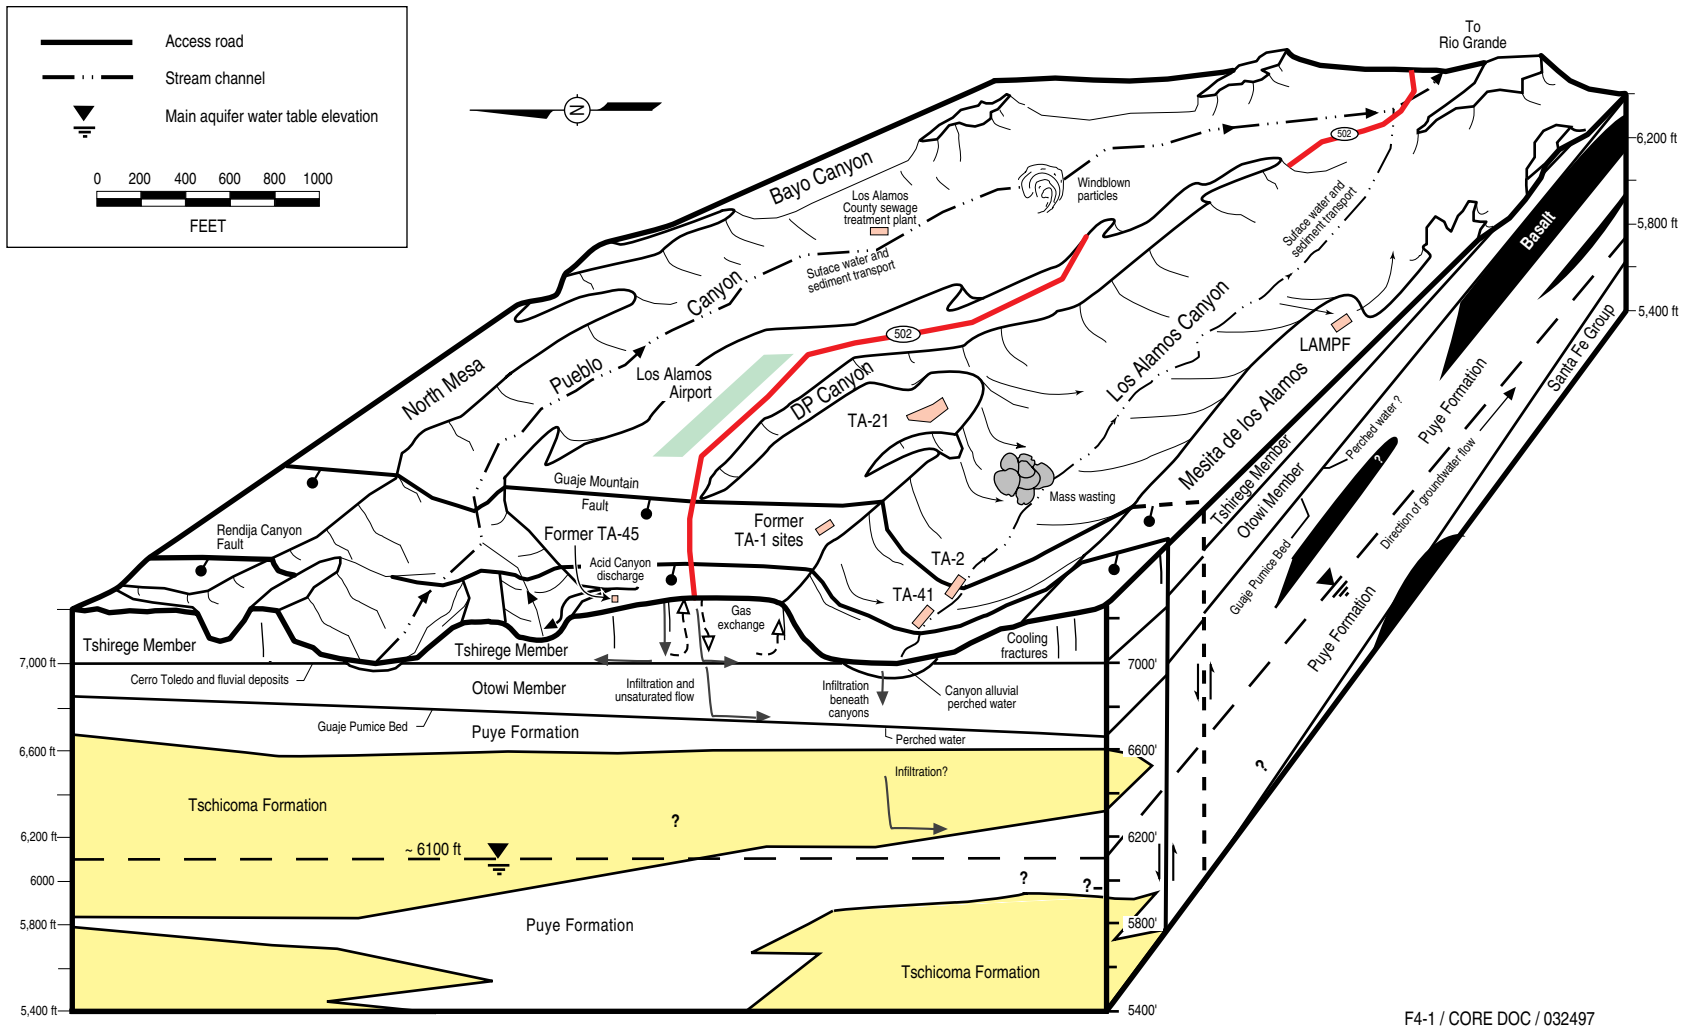 Access road
Stream channel
Main aquifer water table elevation
0 200 400 600 800 1000
FEET
N
To
Rio Grande
502
6,200 ft
5,800 ft
5,400 ft
Bayo Canyon
Los Alamos
County sewage
treatment plant
Windblown
particles
Suface water and
sediment transport
Suface water and
sediment transport
Basalt
Canyon
Pueblo
North Mesa
Los Alamos
Airport
502
DP Canyon
Los Alamos Canyon
LAMPF
Mesita de los Alamos
TA-21
Mass wasting
Santa Fe Group
Puye Formation
Perched water ?
?
Direction of groundwater flow
Tshirege Member
Otowi Member
Guaje Pumice Bed
Puye Formation
?
Guaje Mountain
Fault
Rendija Canyon
Fault
Former TA-45
Former
TA-1 sites
Acid Canyon
discharge
TA-2
TA-41
Gas
exchange
Cooling
fractures
Tshirege Member
Tshirege Member
7,000 ft
7000'
Cerro Toledo and fluvial deposits
Otowi Member
Infiltration and
unsaturated flow
Infiltration
beneath
canyons
Canyon alluvial
perched water
Guaje Pumice Bed
Puye Formation
Perched water
6,600 ft
6600'
Infiltration?
Tschicoma Formation
?
6,200 ft
6200'
~ 6100 ft
6000
?
?
5,800 ft
5800'
Puye Formation
Tschicoma Formation
5,400 ft
5400'
F4-1 / CORE DOC / 032497